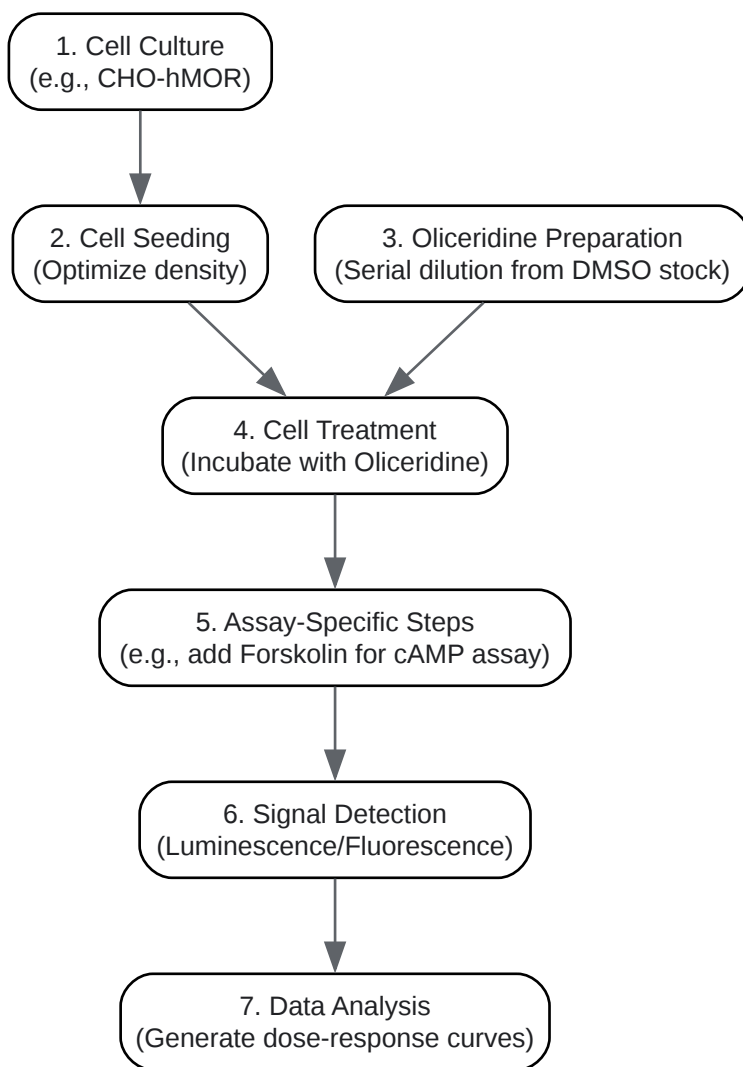 1. Cell Culture
(e.g., CHO-hMOR)
2. Cell Seeding
(Optimize density)
3. Oliceridine Preparation
(Serial dilution from DMSO stock)
4. Cell Treatment
(Incubate with Oliceridine)
5. Assay-Specific Steps
(e.g., add Forskolin for cAMP assay)
6. Signal Detection
(Luminescence/Fluorescence)
7. Data Analysis
(Generate dose-response curves)